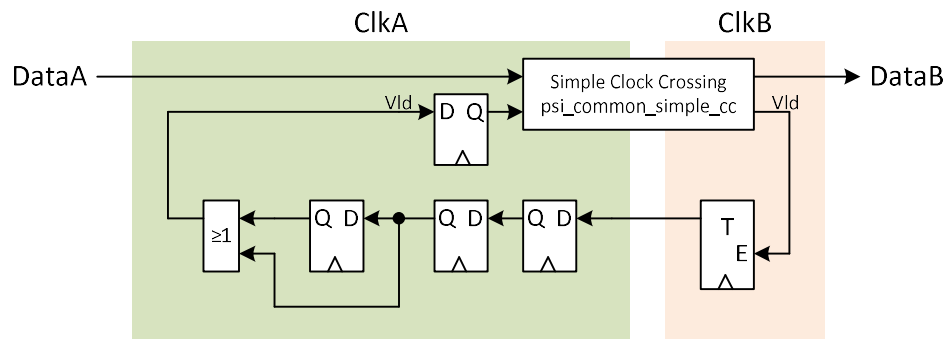 ClkA
ClkB
DataA
Simple Clock Crossing
psi_common_simple_cc
DataB
Vld
D Q
Vld
≥1
Q D
Q D
Q D
T
E